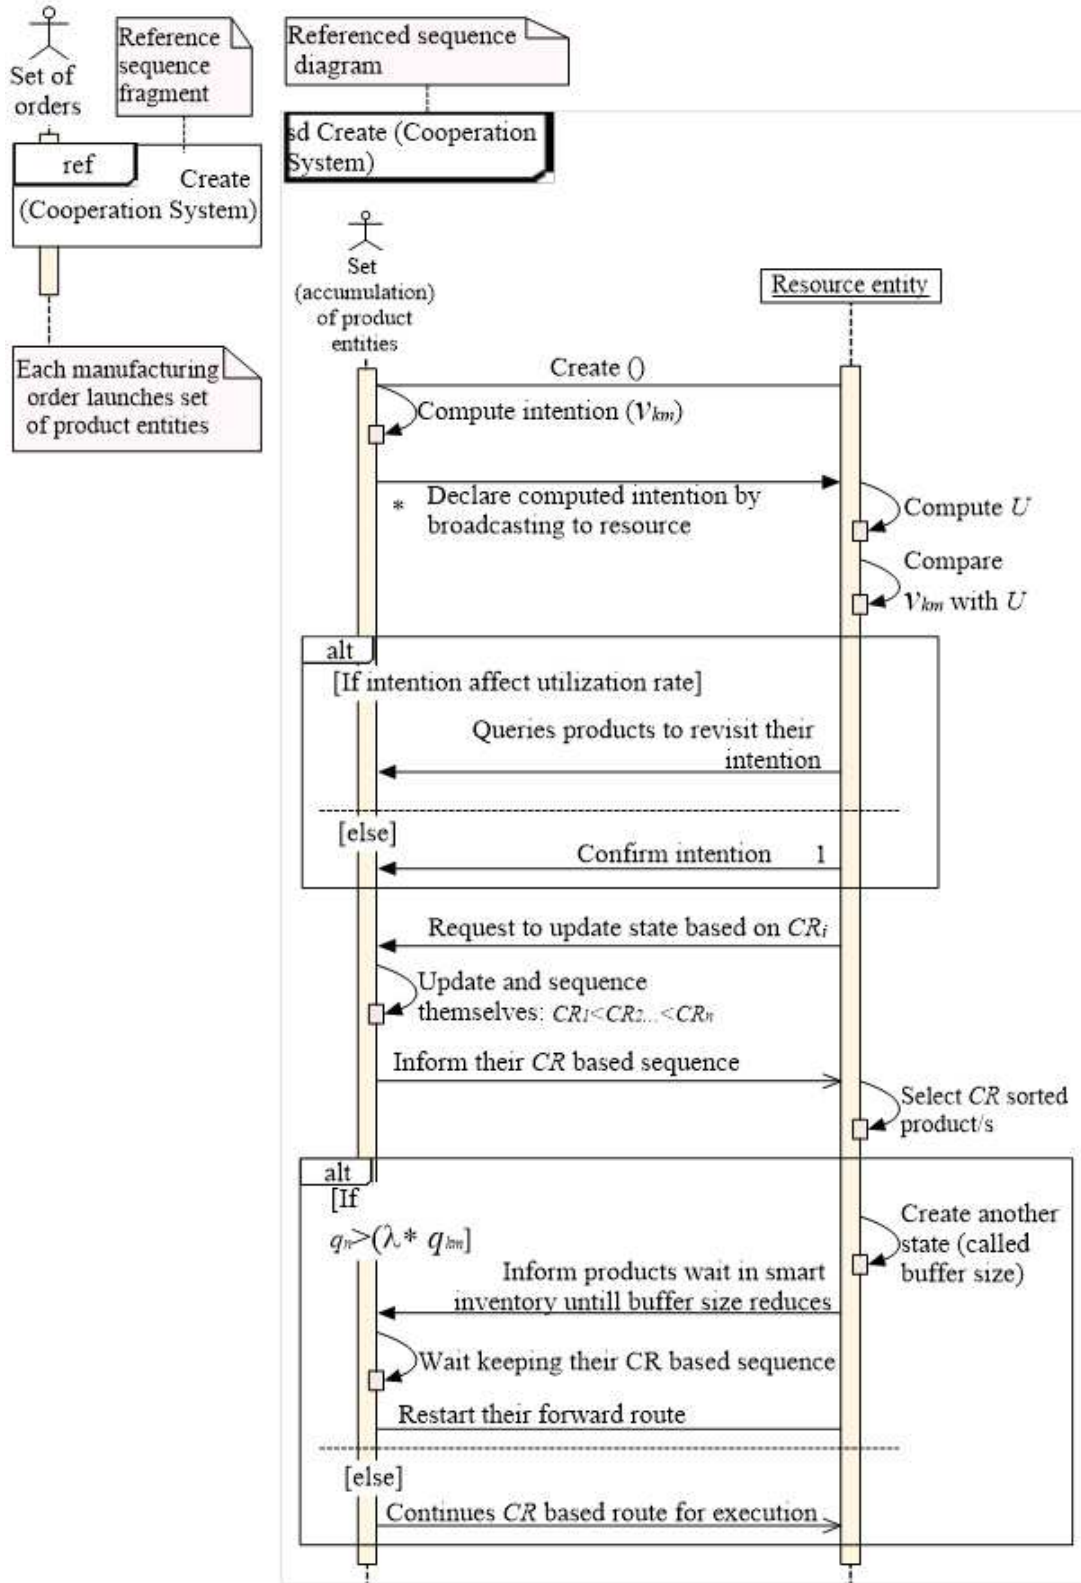 Set of
orders
Reference
sequence
fragment
ref
Create
(Cooperation System)
Each manufacturing
order launches set
of product entities
Referenced sequence
diagram
sd Create (Cooperation
System)
Set
(accumulation)
of product
entities
Resource entity
Create ()
Compute intention (vkm)
* Declare computed intention by
broadcasting to resource
Compute U
Compare
vkm with U
alt
[If intention affect utilization rate]
Queries products to revisit their
intention
[else]
Confirm intention 1
Request to update state based on CRi
Update and sequence
themselves: CR1<CR2...<CRn
Inform their CR based sequence
Select CR sorted
product/s
alt
[If
qn>(λ* qkm]
Create another
state (called
buffer size)
Inform products wait in smart
inventory untill buffer size reduces
Wait keeping their CR based sequence
Restart their forward route
[else]
Continues CR based route for execution